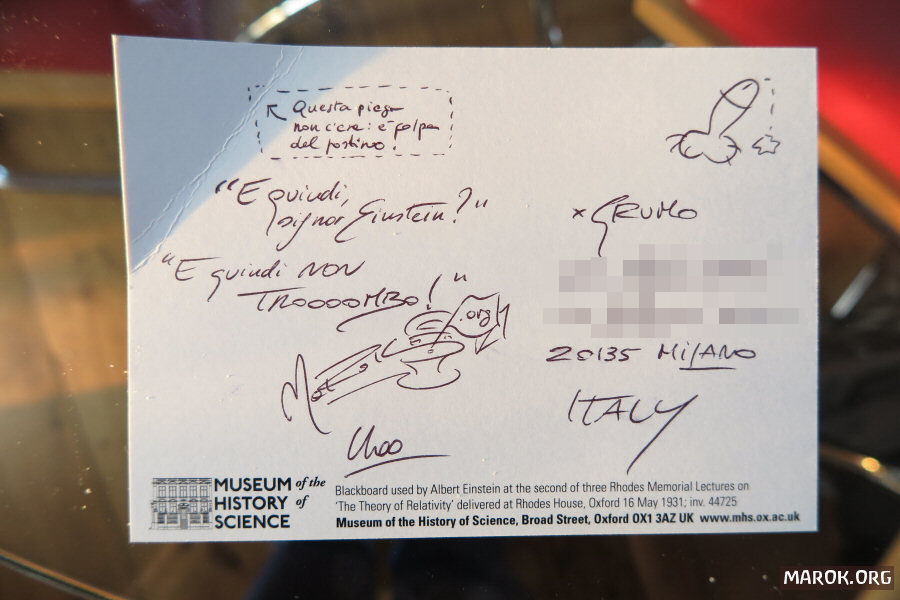 Questa piega
non c'era: è colpa
del postino!
"E quindi,
signor Einstein?"
"E quindi NON
TROOOOMBO!"
.org
Marok
Ciao
x GRUMO
20135 MILANO
ITALY
MUSEUM of the
HISTORY of
SCIENCE
Blackboard used by Albert Einstein at the second of three Rhodes Memorial Lectures on
'The Theory of Relativity' delivered at Rhodes House, Oxford 16 May 1931; inv. 44725
Museum of the History of Science, Broad Street, Oxford OX1 3AZ UK www.mhs.ox.ac.uk
MAROK.ORG